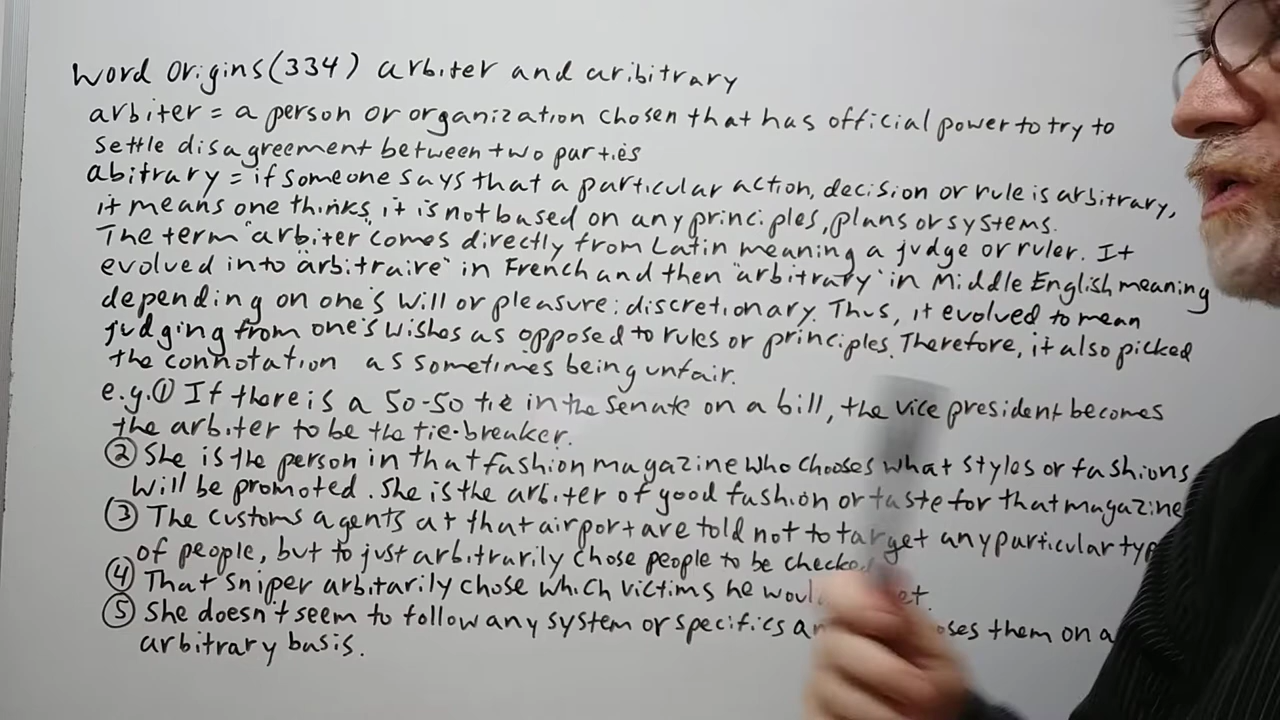 Word Origins (334) arbiter and aribitrary
arbiter = a person or organization chosen that has official power to try to
settle disagreement between two parties
abitrary = if someone says that a particular action, decision or rule is arbitrary,
it means one thinks it is not based on any principles, plans or systems.
The term "arbiter" comes directly from Latin meaning a judge or ruler. It
evolved into "arbitraire" in French and then "arbitrary" in Middle English meaning
depending on one's will or pleasure: discretionary. Thus, it evolved to mean
judging from one's wishes as opposed to rules or principles. Therefore, it also picked
the connotation as sometimes being unfair.
e.g. ① If there is a 50-50 tie in the Senate on a bill, the vice president becomes
the arbiter to be the tie-breaker.
② She is the person in that fashion magazine who chooses what styles or fashions
will be promoted. She is the arbiter of good fashion or taste for that magazine
③ The customs agents at that airport are told not to target any particular typ
of people, but to just arbitrarily chose people to be checke
④ That sniper arbitarily chose which victims he woul et.
⑤ She doesn't seem to follow any system or specifics an oses them on a
arbitrary basis.